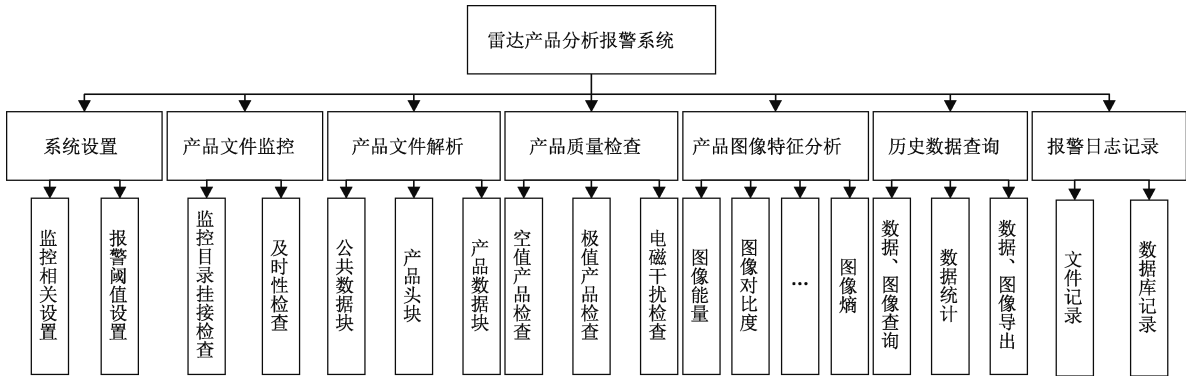 雷达产品分析报警系统
系统设置
产品文件监控
产品文件解析
产品质量检查
产品图像特征分析
历史数据查询
报警日志记录
监控相关设置
报警阈值设置
监控目录挂接检查
及时性检查
公共数据块
产品头块
产品数据块
空值产品检查
极值产品检查
电磁干扰检查
图像能量
图像对比度
...
图像熵
数据、图像查询
数据统计
数据、图像导出
文件记录
数据库记录